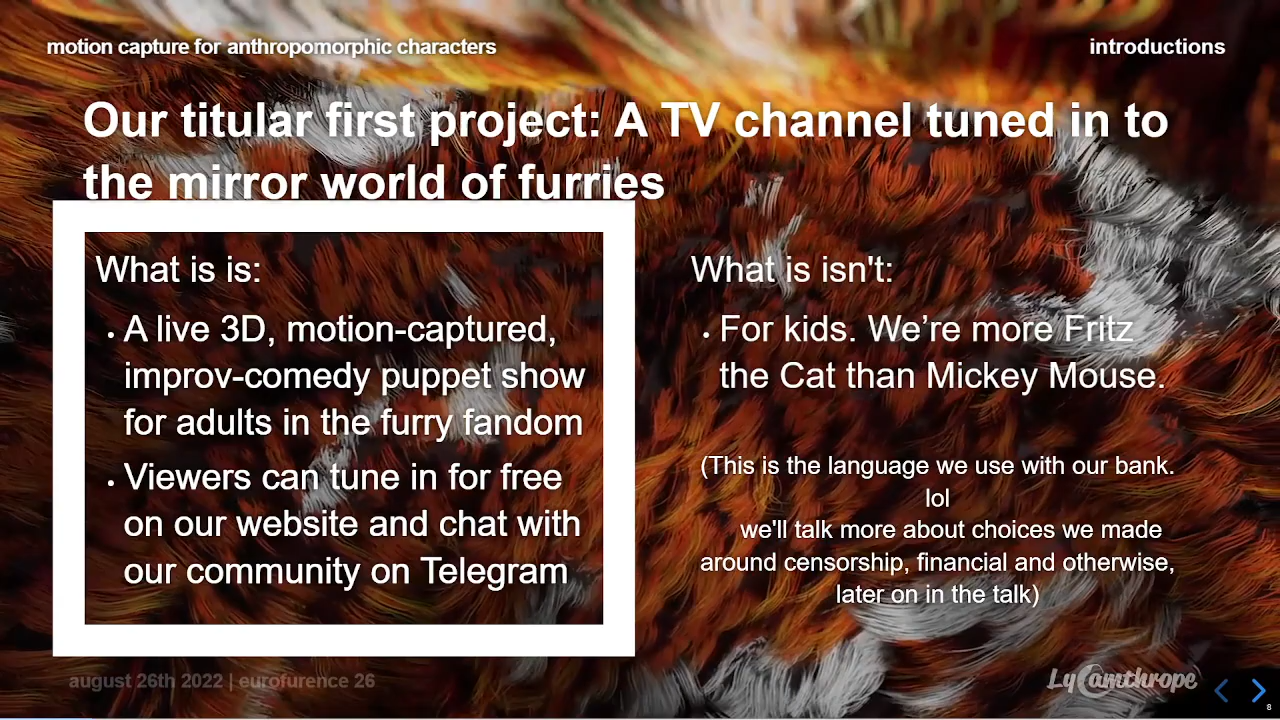 motion capture for anthropomorphic characters
introductions
Our titular first project: A TV channel tuned in to
the mirror world of furries
What is is:
• A live 3D, motion-captured,
improv-comedy puppet show
for adults in the furry fandom
• Viewers can tune in for free
on our website and chat with
our community on Telegram
What is isn't:
• For kids. We’re more Fritz
the Cat than Mickey Mouse.
(This is the language we use with our bank.
lol
we'll talk more about choices we made
around censorship, financial and otherwise,
later on in the talk)
august 26th 2022 | eurofurence 26
LyCamthrope
8